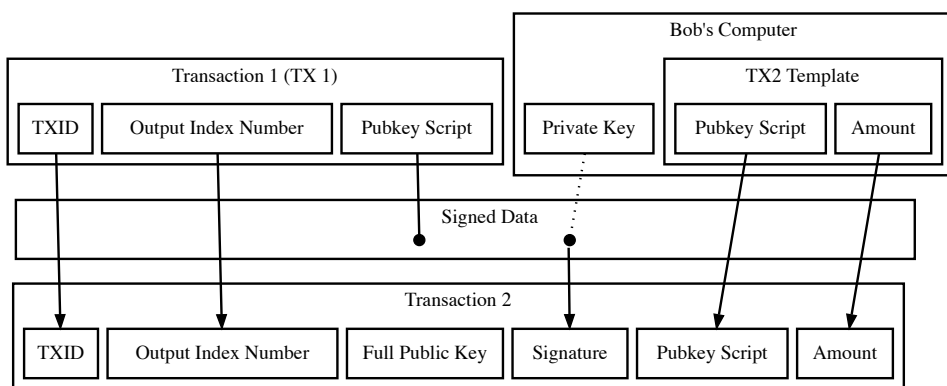 Bob's Computer
Transaction 1 (TX 1)
TX2 Template
TXID
Output Index Number
Pubkey Script
Private Key
Pubkey Script
Amount
Signed Data
Transaction 2
TXID
Output Index Number
Full Public Key
Signature
Pubkey Script
Amount